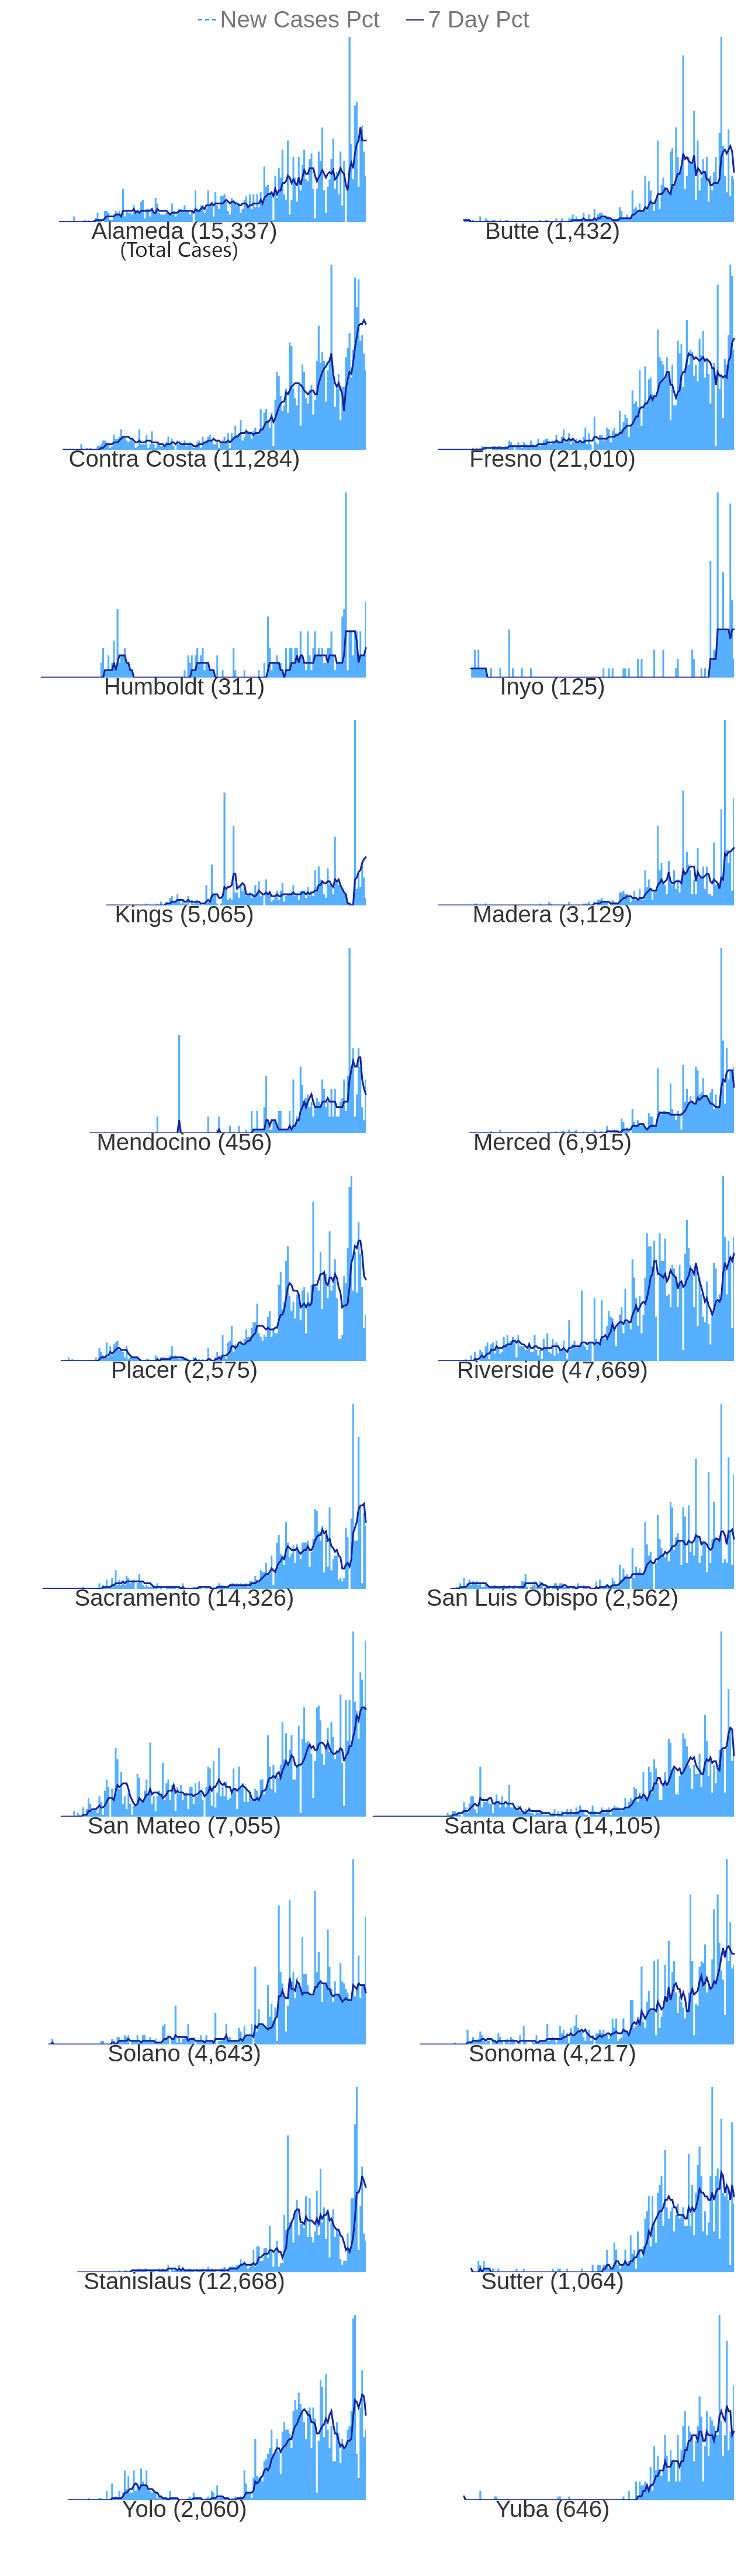 New Cases Pct 7 Day Pct
Alameda (15,337) Butte (1,432)
(Total Cases)
Contra Costa (11,284) Fresno (21,010)
Humboldt (311) Inyo (125)
Kings (5,065) Madera (3,129)
Mendocino (456) Merced (6,915)
Placer (2,575) Riverside (47,669)
Sacramento (14,326) San Luis Obispo (2,562)
San Mateo (7,055) Santa Clara (14,105)
Solano (4,643) Sonoma (4,217)
Stanislaus (12,668) Sutter (1,064)
Yolo (2,060) Yuba (646)